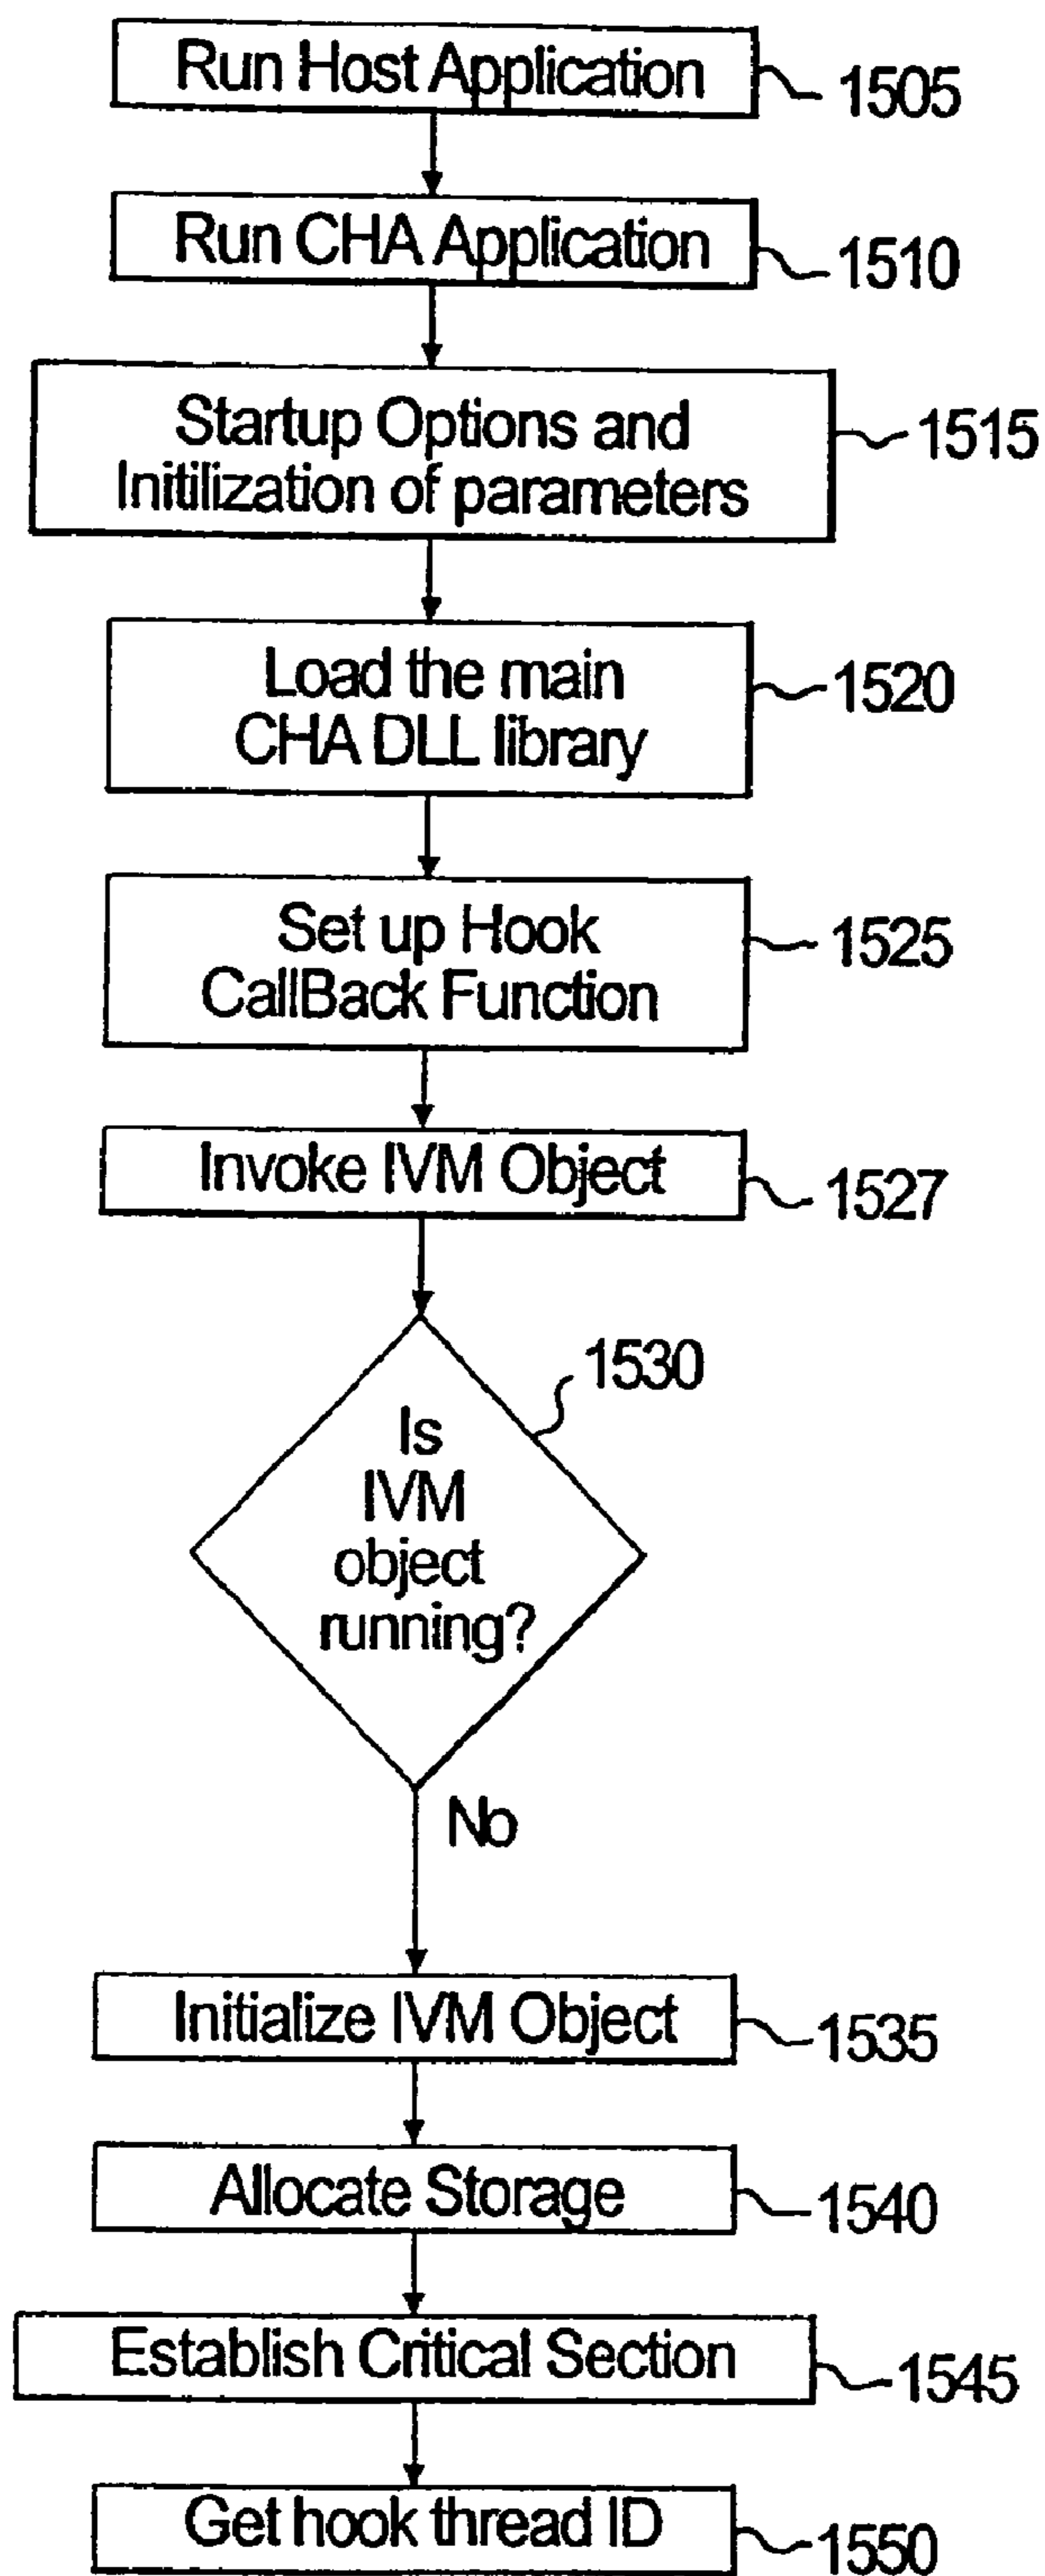 Run Host Application
1505
Run CHA Application
1510
Startup Options and
Initilization of parameters
1515
Load the main
CHA DLL library
1520
Set up Hook
CallBack Function
1525
Invoke IVM Object
1527
1530
Is
IVM
object
running?
No
Initialize IVM Object
1535
Allocate Storage
1540
Establish Critical Section
1545
Get hook thread ID
1550